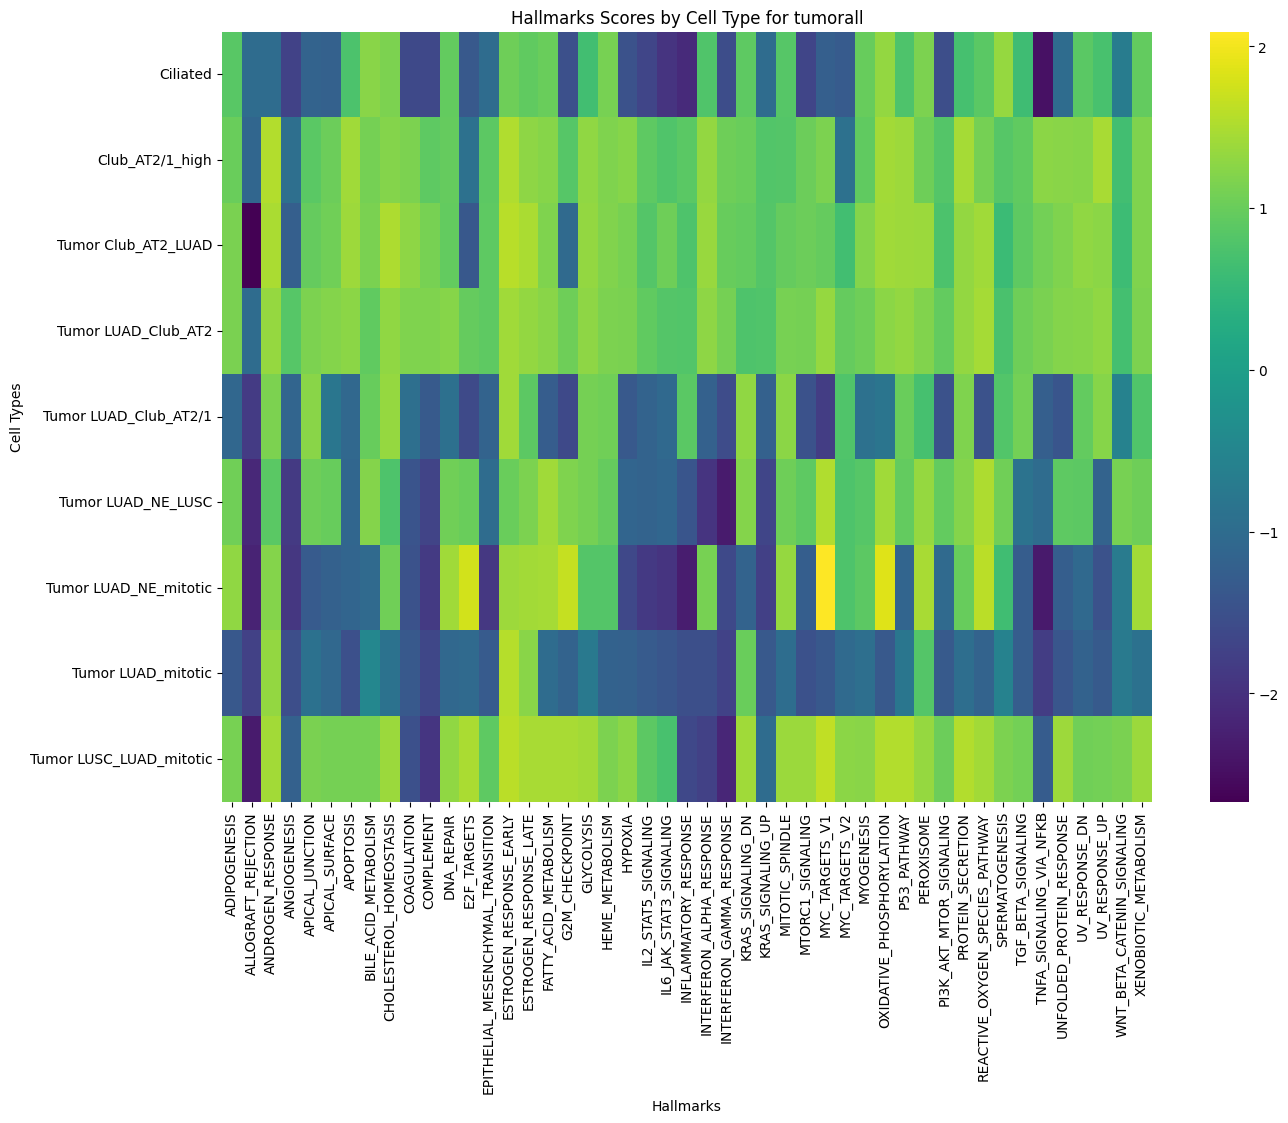 Hallmarks Scores by Cell Type for tumorall
Cell Types
Ciliated
Club_AT2/1_high
Tumor Club_AT2_LUAD
Tumor LUAD_Club_AT2
Tumor LUAD_Club_AT2/1
Tumor LUAD_NE_LUSC
Tumor LUAD_NE_mitotic
Tumor LUAD_mitotic
Tumor LUSC_LUAD_mitotic
ADIPOGENESIS
ALLOGRAFT_REJECTION
ANDROGEN_RESPONSE
ANGIOGENESIS
APICAL_JUNCTION
APICAL_SURFACE
APOPTOSIS
BILE_ACID_METABOLISM
CHOLESTEROL_HOMEOSTASIS
COAGULATION
COMPLEMENT
DNA_REPAIR
E2F_TARGETS
EPITHELIAL_MESENCHYMAL_TRANSITION
ESTROGEN_RESPONSE_EARLY
ESTROGEN_RESPONSE_LATE
FATTY_ACID_METABOLISM
G2M_CHECKPOINT
GLYCOLYSIS
HEME_METABOLISM
HYPOXIA
IL2_STAT5_SIGNALING
IL6_JAK_STAT3_SIGNALING
INFLAMMATORY_RESPONSE
INTERFERON_ALPHA_RESPONSE
INTERFERON_GAMMA_RESPONSE
KRAS_SIGNALING_DN
KRAS_SIGNALING_UP
MITOTIC_SPINDLE
MTORC1_SIGNALING
MYC_TARGETS_V1
MYC_TARGETS_V2
MYOGENESIS
OXIDATIVE_PHOSPHORYLATION
P53_PATHWAY
PEROXISOME
PI3K_AKT_MTOR_SIGNALING
PROTEIN_SECRETION
REACTIVE_OXYGEN_SPECIES_PATHWAY
SPERMATOGENESIS
TGF_BETA_SIGNALING
TNFA_SIGNALING_VIA_NFKB
UNFOLDED_PROTEIN_RESPONSE
UV_RESPONSE_DN
UV_RESPONSE_UP
WNT_BETA_CATENIN_SIGNALING
XENOBIOTIC_METABOLISM
Hallmarks
2
1
0
−1
−2